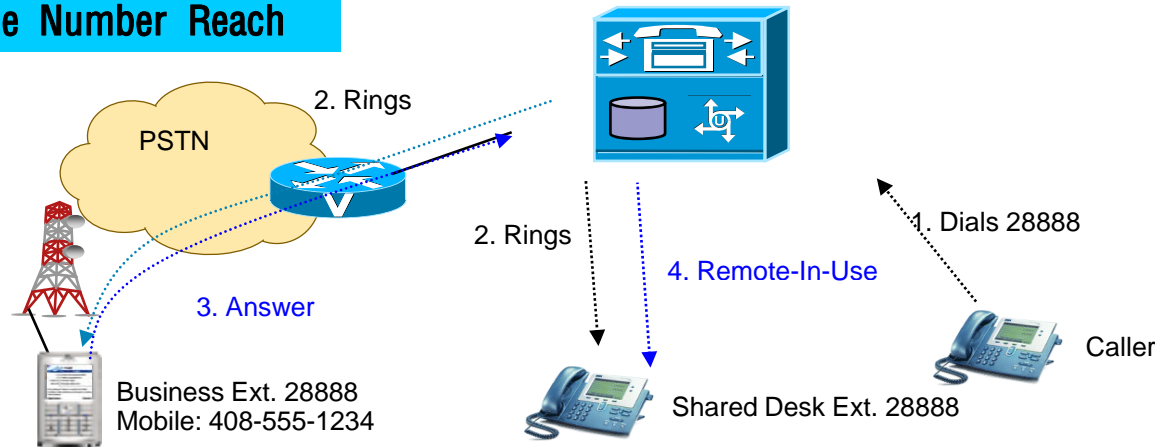 e Number Reach
2. Rings
PSTN
1. Dials 28888
2. Rings
4. Remote-In-Use
3. Answer
Caller
Business Ext. 28888
Mobile: 408-555-1234
Shared Desk Ext. 28888
V
U